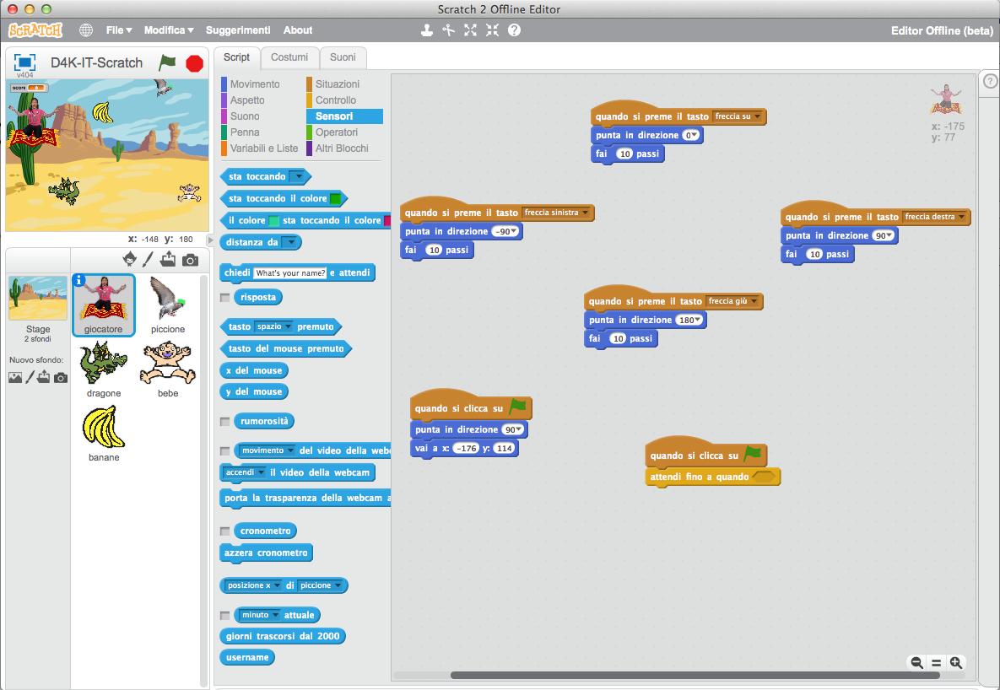 Scratch 2 Offline Editor
SCRATCH File Modifica Suggerimenti About Editor Offline (beta)
D4K-IT-Scratch
v404
score
x: -148 y: 180
Stage
2 sfondi
Nuovo sfondo:
giocatore
piccione
dragone
bebe
banane
Script Costumi Suoni
Movimento Situazioni
Aspetto Controllo
Suono Sensori
Penna Operatori
Variabili e Liste Altri Blocchi
sta toccando
sta toccando il colore
il colore sta toccando il colore
distanza da
chiedi What's your name? e attendi
risposta
tasto spazio premuto
tasto del mouse premuto
x del mouse
y del mouse
rumorosità
movimento del video della web
accendi il video della webcam
porta la trasparenza della webcam a
cronometro
azzera cronometro
posizione x di piccione
minuto attuale
giorni trascorsi dal 2000
username
quando si preme il tasto freccia su
punta in direzione 0
fai 10 passi
quando si preme il tasto freccia sinistra
punta in direzione -90
fai 10 passi
quando si preme il tasto freccia destra
punta in direzione 90
fai 10 passi
quando si preme il tasto freccia giù
punta in direzione 180
fai 10 passi
quando si clicca su
punta in direzione 90
vai a x: -176 y: 114
quando si clicca su
attendi fino a quando
x: -175
y: 77
?